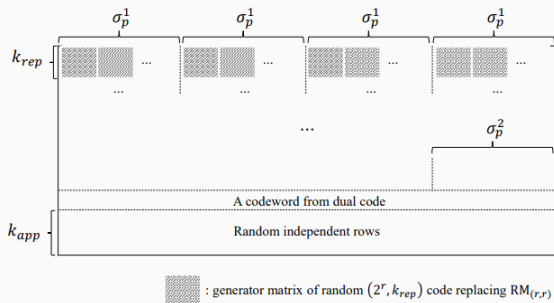 σ_p^1 σ_p^1 σ_p^1 σ_p^1
k_rep ... ... ... ...
... ... ... ...
...
σ_p^2
A codeword from dual code
k_app Random independent rows
: generator matrix of random (2^r, k_rep) code replacing RM_(r,r)